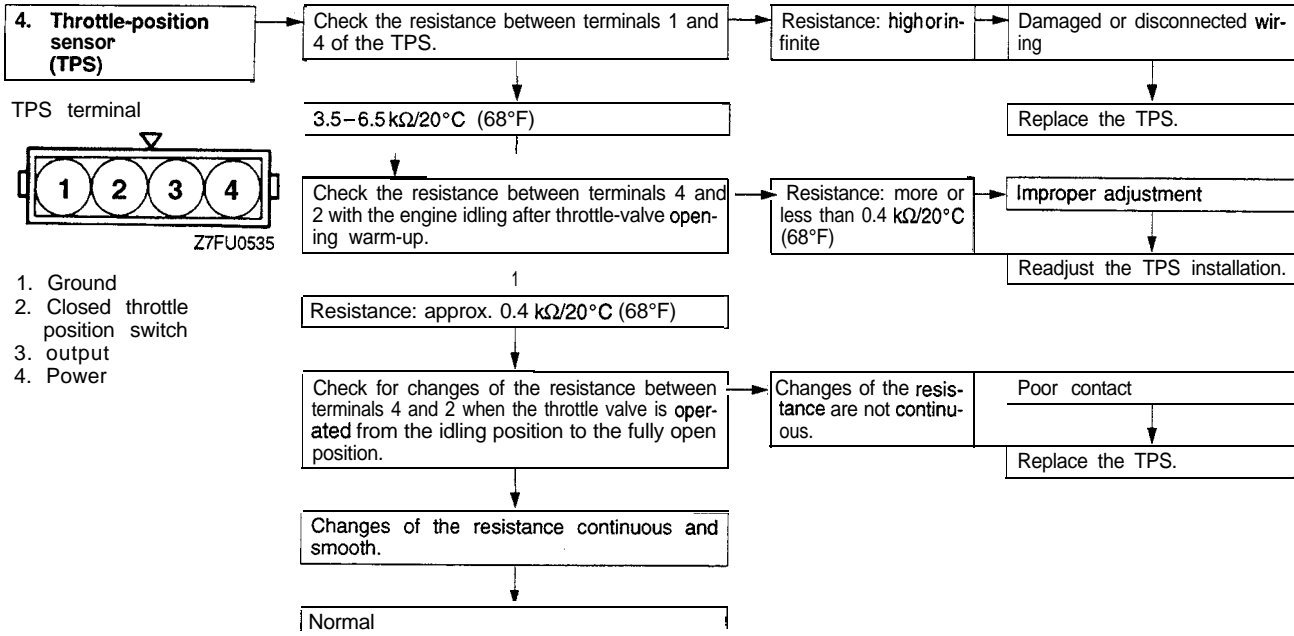 4. Throttle-position
sensor
(TPS)
Check the resistance between terminals 1 and
4 of the TPS.
Resistance: high or in-
finite
Damaged or disconnected wir-
ing
Replace the TPS.
3.5–6.5 kΩ/20°C (68°F)
TPS terminal
1 2 3 4
Z7FU0535
1. Ground
2. Closed throttle
position switch
3. output
4. Power
Check the resistance between terminals 4 and
2 with the engine idling after throttle-valve open-
ing warm-up.
Resistance: more or
less than 0.4 kΩ/20°C
(68°F)
Improper adjustment
Readjust the TPS installation.
1
Resistance: approx. 0.4 kΩ/20°C (68°F)
Check for changes of the resistance between
terminals 4 and 2 when the throttle valve is oper-
ated from the idling position to the fully open
position.
Changes of the resis-
tance are not continu-
ous.
Poor contact
Replace the TPS.
Changes of the resistance continuous and
smooth.
Normal